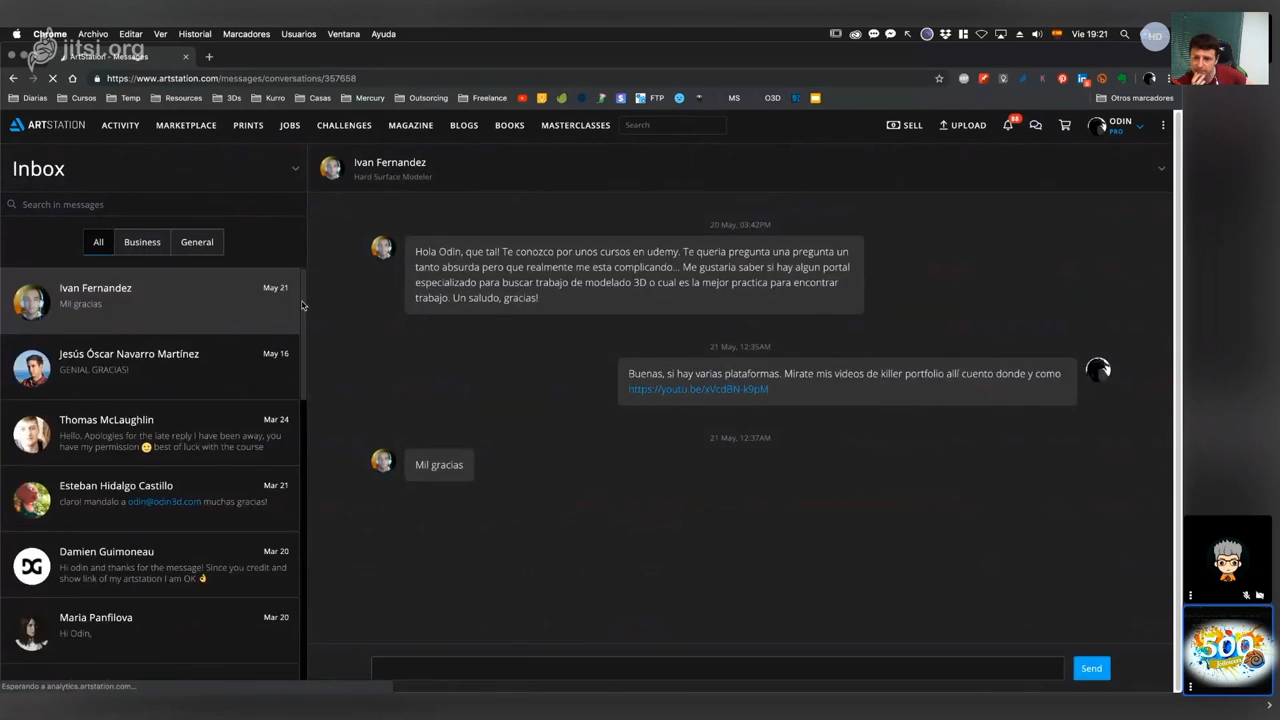 Chrome Archivo Editar Ver Historial Marcadores Usuarios Ventana Ayuda
Vie 19:21
HD
jitsi.org
ArtStation - Messages
https://www.artstation.com/messages/conversations/357658
Diarias Cursos Temp Resources 3Ds Kurro Casas Mercury Outsorcing Freelance FTP MS O3D Otros marcadores
ARTSTATION ACTIVITY MARKETPLACE PRINTS JOBS CHALLENGES MAGAZINE BLOGS BOOKS MASTERCLASSES Search SELL UPLOAD 88 ODIN
PRO
Inbox
Search in messages
All Business General
Ivan Fernandez May 21
Mil gracias
Jesús Óscar Navarro Martínez May 16
GENIAL GRACIAS!
Thomas McLaughlin Mar 24
Hello, Apologies for the late reply I have been away, you
have my permission 😉 best of luck with the course
Esteban Hidalgo Castillo Mar 21
claro! mandalo a odin@odin3d.com muchas gracias!
DG
Damien Guimoneau Mar 20
Hi odin and thanks for the message! Since you credit and
show link of my artstation I am OK 👌
Maria Panfilova Mar 20
Hi Odin,
Esperando a analytics.artstation.com...
Ivan Fernandez
Hard Surface Modeler
20 May, 03:42PM
Hola Odin, que tal! Te conozco por unos cursos en udemy. Te queria pregunta una pregunta un
tanto absurda pero que realmente me esta complicando... Me gustaria saber si hay algun portal
especializado para buscar trabajo de modelado 3D o cual es la mejor practica para encontrar
trabajo. Un saludo, gracias!
21 May, 12:35AM
Buenas, si hay varias plataformas. Mirate mis videos de killer portfolio allí cuento donde y como
https://youtu.be/xVcdBN-k9pM
21 May, 12:37AM
Mil gracias
Send
500
Followers